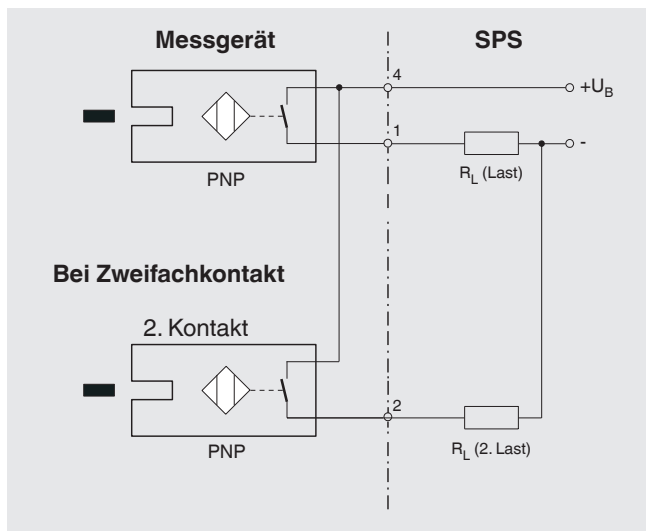 Messgerät
SPS
4
+U_B
1
-
PNP
R_L (Last)
Bei Zweifachkontakt
2. Kontakt
2
PNP
R_L (2. Last)